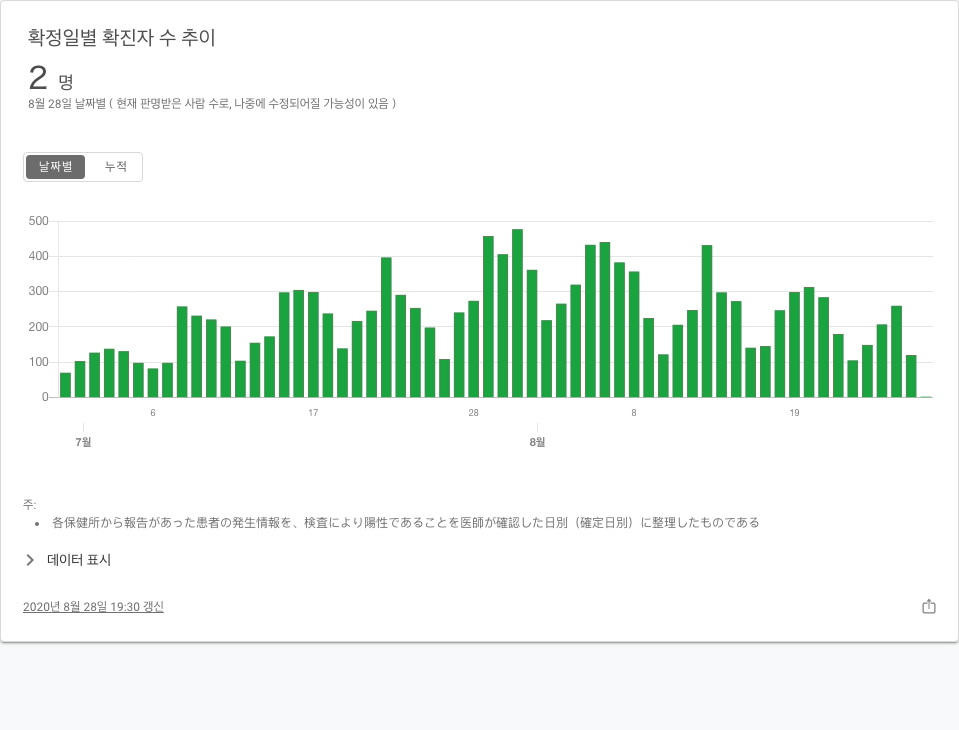 확정일별 확진자 수 추이
2 명
8월 28일 날짜별 ( 현재 판명받은 사람 수로, 나중에 수정되어질 가능성이 있음 )
날짜별 누적
500
400
300
200
100
0
6 17 28 8 19
7월 8월
주:
• 各保健所から報告があった患者の発生情報を、検査により陽性であることを医師が確認した日別（確定日別）に整理したものである
데이터 표시
2020년 8월 28일 19:30 갱신